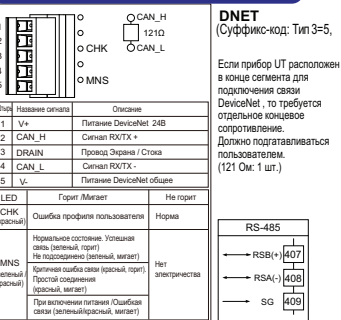 CAN_H
121Ω
CAN_L
CHK
MNS
DNET
(Суффикс-код: Тип 3=5,
Если прибор UT расположен
в конце сегмента для
подключения связи
DeviceNet , то требуется
отдельное концевое
сопротивление.
Должно подготавливаться
пользователем.
(121 Ом: 1 шт.)
Название сигнала Описание
1 V+ Питание DeviceNet 24В
2 CAN_H Сигнал RX/TX +
3 DRAIN Провод Экрана / Стока
4 CAN_L Сигнал RX/TX -
5 V- Питание DeviceNet общее
LED Горит /Мигает Не горит
CHK Ошибка профиля пользователя Норма
MNS
Нормальное состояние. Успешная
связь (зеленый, горит)
Не подсоединено (зеленый, мигает)
Критичная ошибка связи (красный, горит).
Простой соединения
(красный, мигает)
При включении питания /Ошибкая
связи (зеленый/красный, мигает)
Нет
электричества
RS-485
RSB(+) 407
RSA(-) 408
SG 409